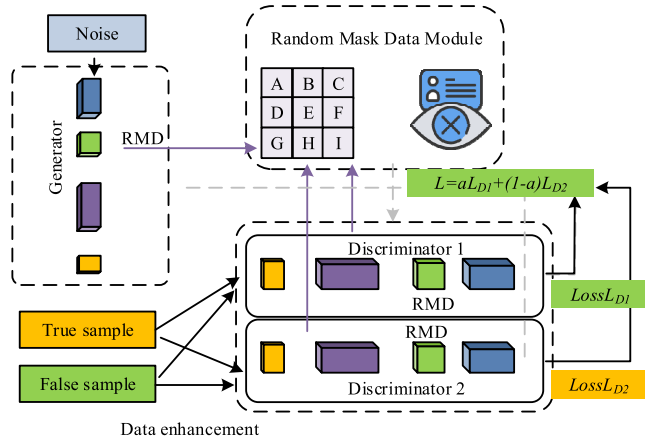 Noise
Generator
RMD
Random Mask Data Module
A B C
D E F
G H I
L=aL_{D1}+(1-a)L_{D2}
Discriminator 1
RMD
LossL_{D1}
True sample
RMD
False sample
Discriminator 2
LossL_{D2}
Data enhancement